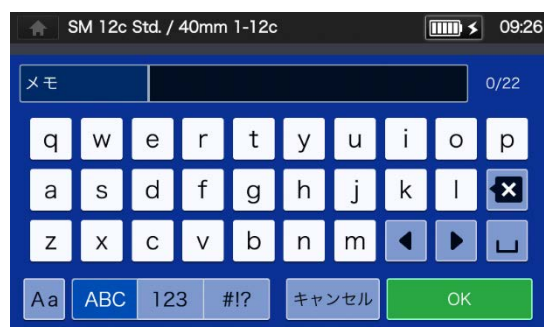 SM 12c Std. / 40mm 1-12c 09:26
メモ 0/22
q w e r t y u i o p
a s d f g h j k l
z x c v b n m
Aa ABC 123 #!? キャンセル OK